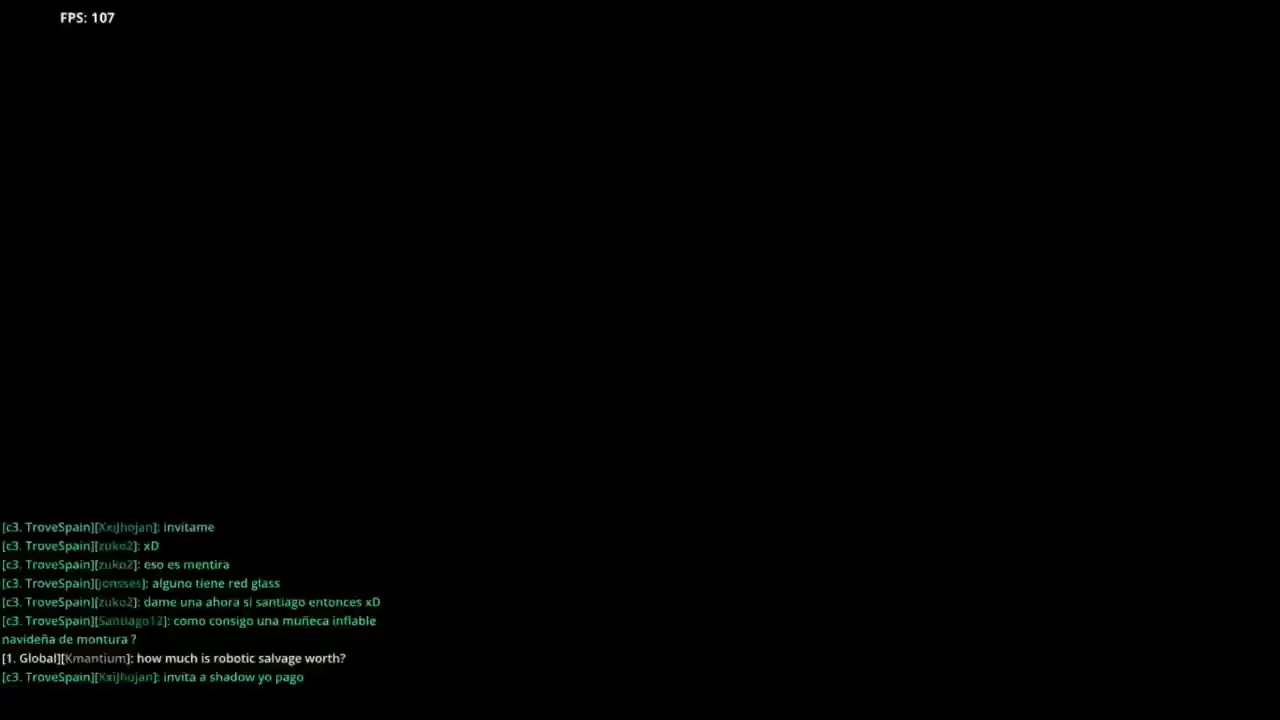 FPS: 107
[c3. TroveSpain][XxiJhojan]: invitame
[c3. TroveSpain][zuko2]: xD
[c3. TroveSpain][zuko2]: eso es mentira
[c3. TroveSpain][jonsses]: alguno tiene red glass
[c3. TroveSpain][zuko2]: dame una ahora si santiago entonces xD
[c3. TroveSpain][Santiago12]: como consigo una muñeca inflable
navideña de montura ?
[1. Global][Kmantium]: how much is robotic salvage worth?
[c3. TroveSpain][XxiJhojan]: invita a shadow yo pago